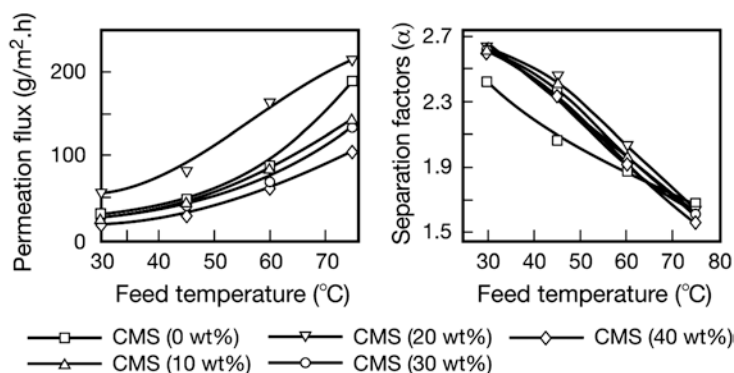 Permeation flux (g/m².h)
200
100
0
30
40
50
60
70
Feed temperature (°C)
Separation factors (α)
2.7
2.3
1.9
1.5
30
40
50
60
70
80
Feed temperature (°C)
CMS (0 wt%)
CMS (20 wt%)
CMS (40 wt%)
CMS (10 wt%)
CMS (30 wt%)